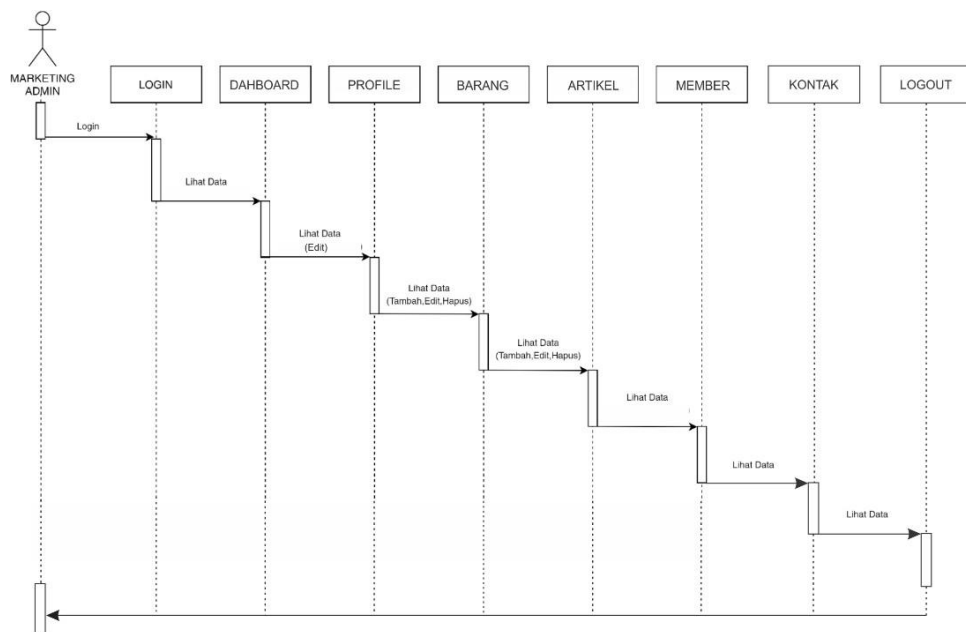 MARKETING
ADMIN
LOGIN
DAHBOARD
PROFILE
BARANG
ARTIKEL
MEMBER
KONTAK
LOGOUT
Login
Lihat Data
Lihat Data
(Edit)
Lihat Data
(Tambah,Edit,Hapus)
Lihat Data
(Tambah,Edit,Hapus)
Lihat Data
Lihat Data
Lihat Data